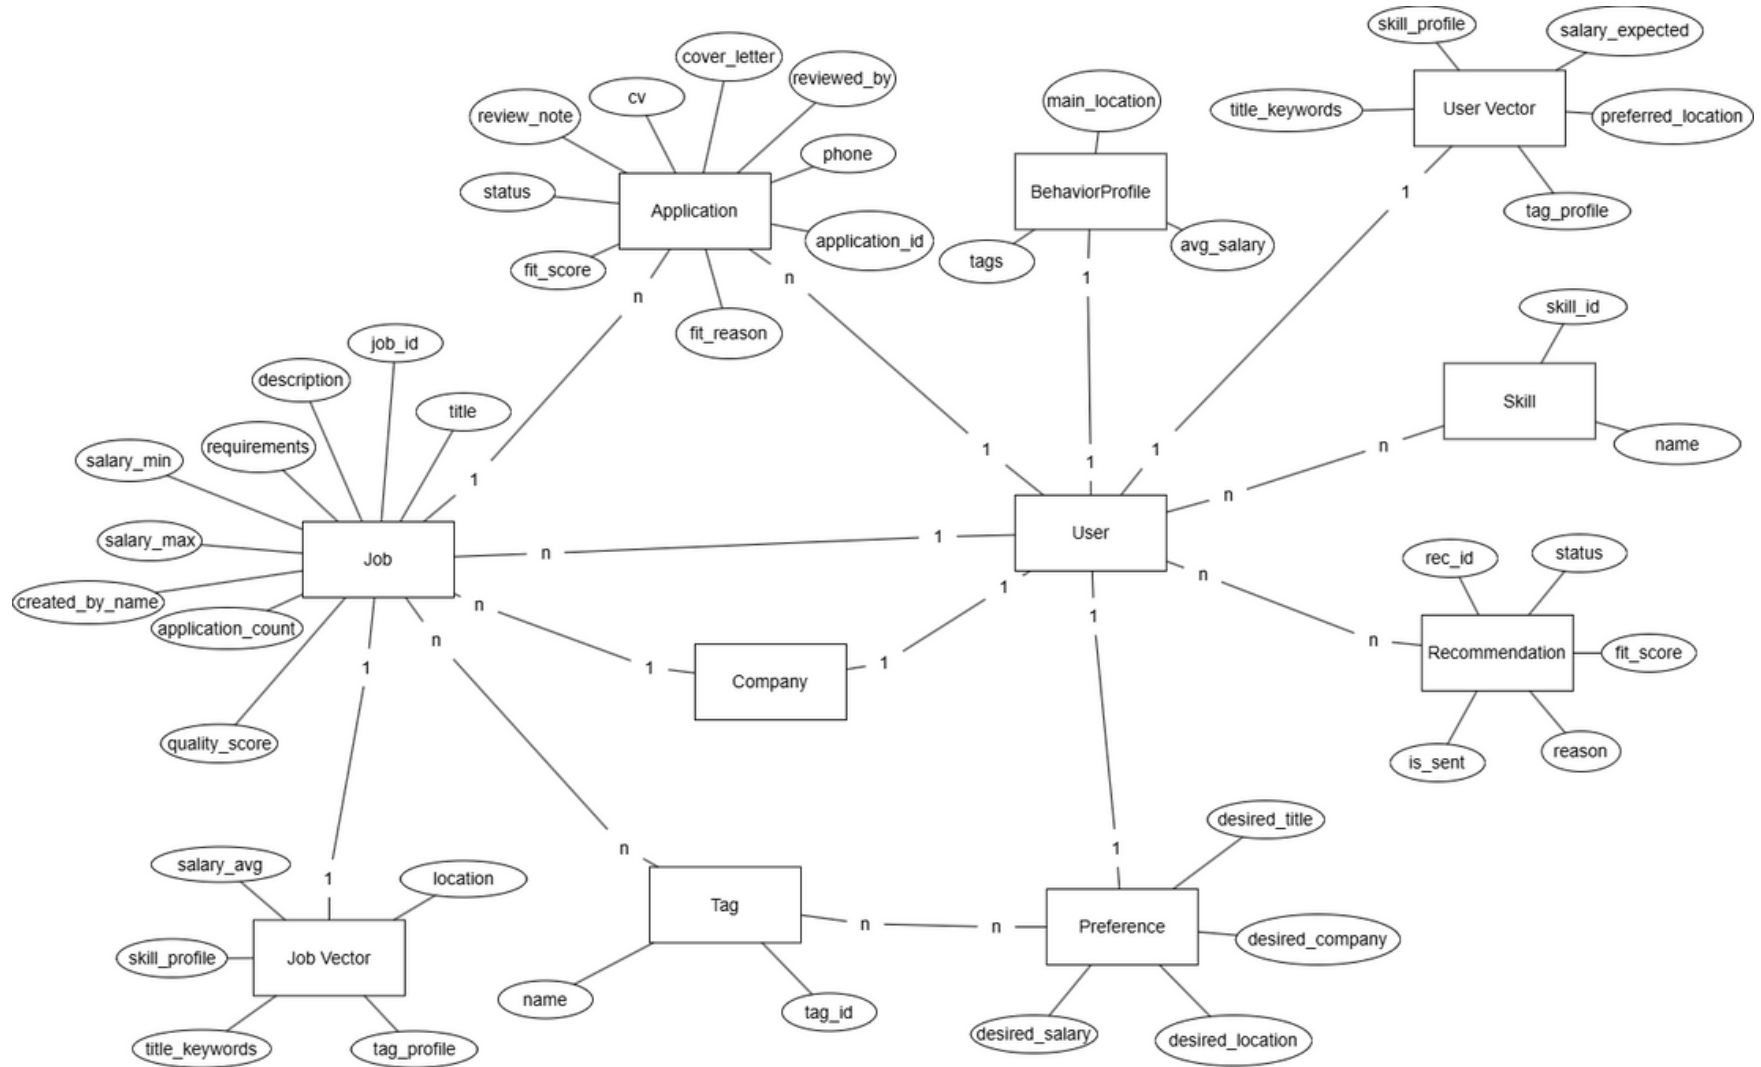 skill_profile
salary_expected
cover_letter
reviewed_by
cv
main_location
review_note
title_keywords
User Vector
preferred_location
phone
status
Application
BehaviorProfile
1
tag_profile
application_id
avg_salary
fit_score
tags
n
n
1
skill_id
fit_reason
job_id
description
title
Skill
requirements
salary_min
1
1
1
n
name
1
n
salary_max
Job
n
1
User
rec_id
status
n
created_by_name
application_count
n
1
1
n
n
1
1
1
Company
Recommendation
fit_score
quality_score
is_sent
reason
desired_title
n
1
salary_avg
location
1
Tag
n
n
Preference
desired_company
skill_profile
Job Vector
name
tag_id
desired_salary
desired_location
title_keywords
tag_profile